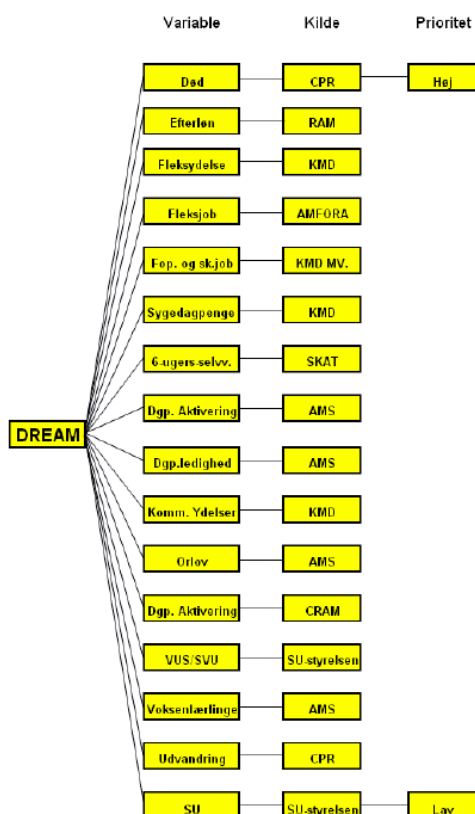 Variable Kilde Prioritet
Død CPR Høj
Efterløn RAM
Fleksydelse KMD
Fleksjob AMFORA
Fop. og sk.job KMD MV.
Sygedagpenge KMD
6-ugers-selvv. SKAT
Dgp. Aktivering AMS
DREAM
Dgp.ledighed AMS
Komm. Ydelser KMD
Orlov AMS
Dgp. Aktivering CRAM
VUS/SVU SU-styrelsen
Voksenlærlinge AMS
Udvandring CPR
SU SU-styrelsen Lav